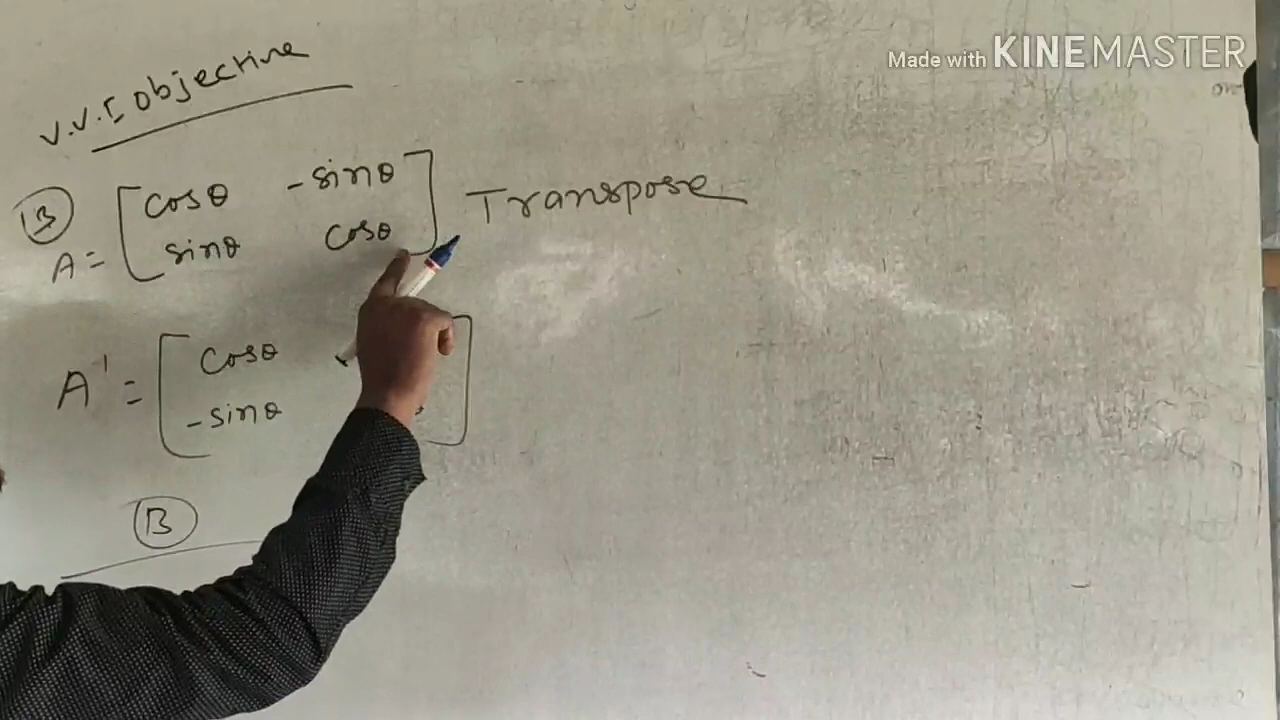 Made with KINEMASTER
V.V.I objective
13
A = [ cosθ -sinθ
sinθ cosθ ] Transpose
A' = [ cosθ
-sinθ ]
B